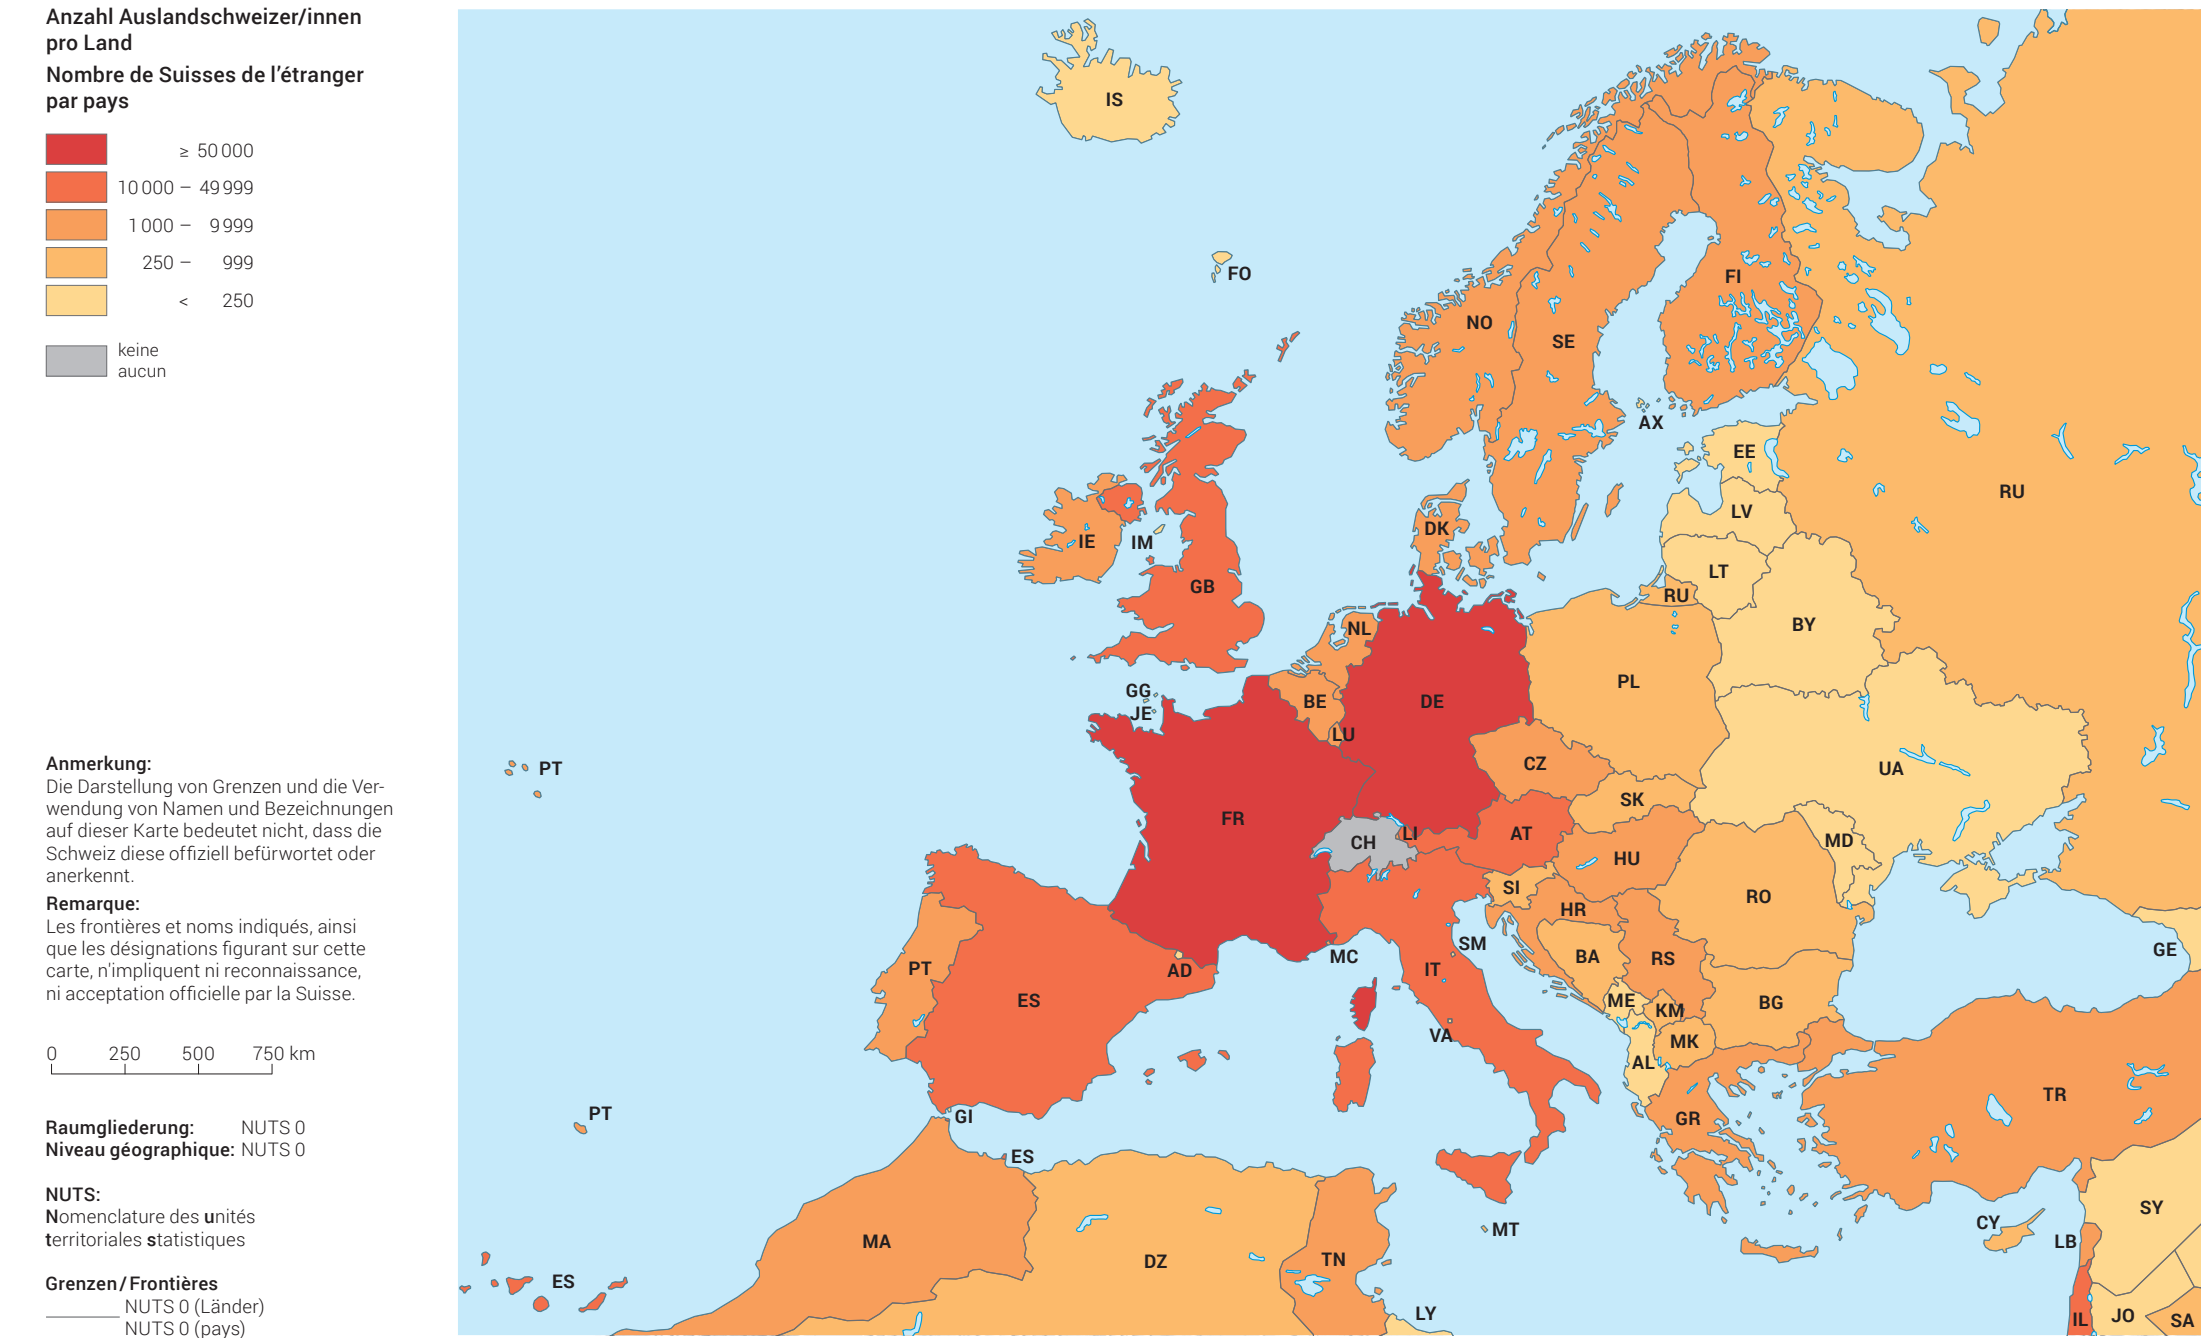 Anzahl Auslandschweizer/innen
pro Land
Nombre de Suisses de l'étranger
par pays
≥ 50 000
10 000 – 49 999
1 000 – 9 999
250 – 999
< 250
keine
aucun
Anmerkung:
Die Darstellung von Grenzen und die Ver-
wendung von Namen und Bezeichnungen
auf dieser Karte bedeutet nicht, dass die
Schweiz diese offiziell befürwortet oder
anerkennt.
Remarque:
Les frontières et noms indiqués, ainsi
que les désignations figurant sur cette
carte, n'impliquent ni reconnaissance,
ni acceptation officielle par la Suisse.
0 250 500 750 km
Raumgliederung: NUTS 0
Niveau géographique: NUTS 0
NUTS:
Nomenclature des unités
territoriales statistiques
Grenzen / Frontières
NUTS 0 (Länder)
NUTS 0 (pays)
IS
FO
FI
NO
SE
AX
EE
RU
LV
DK
IE
IM
LT
GB
RU
BY
NL
PL
GG
BE
DE
JE
LU
PT
CZ
UA
SK
FR
LI
AT
MD
CH
HU
SI
RO
HR
SM
GE
MC
BA
RS
PT
IT
AD
ES
ME
KM
BG
VA
MK
AL
TR
PT
GI
GR
ES
SY
CY
MT
MA
LB
DZ
TN
ES
LY
IL
JO
SA